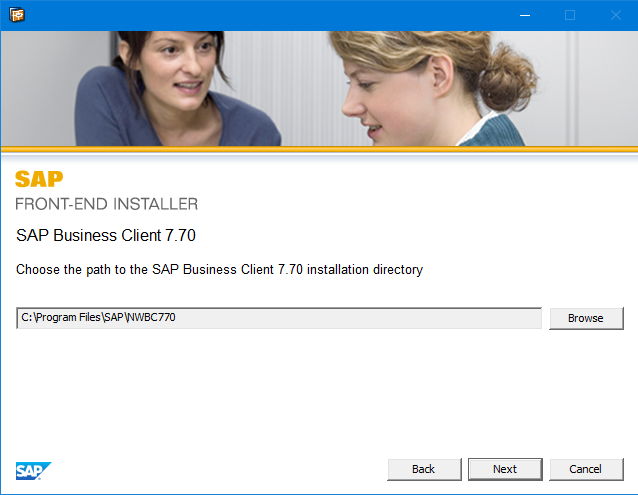 SAP
FRONT-END INSTALLER
SAP Business Client 7.70
Choose the path to the SAP Business Client 7.70 installation directory
C:\Program Files\SAP\NWBC770
Browse
SAP
Back
Next
Cancel